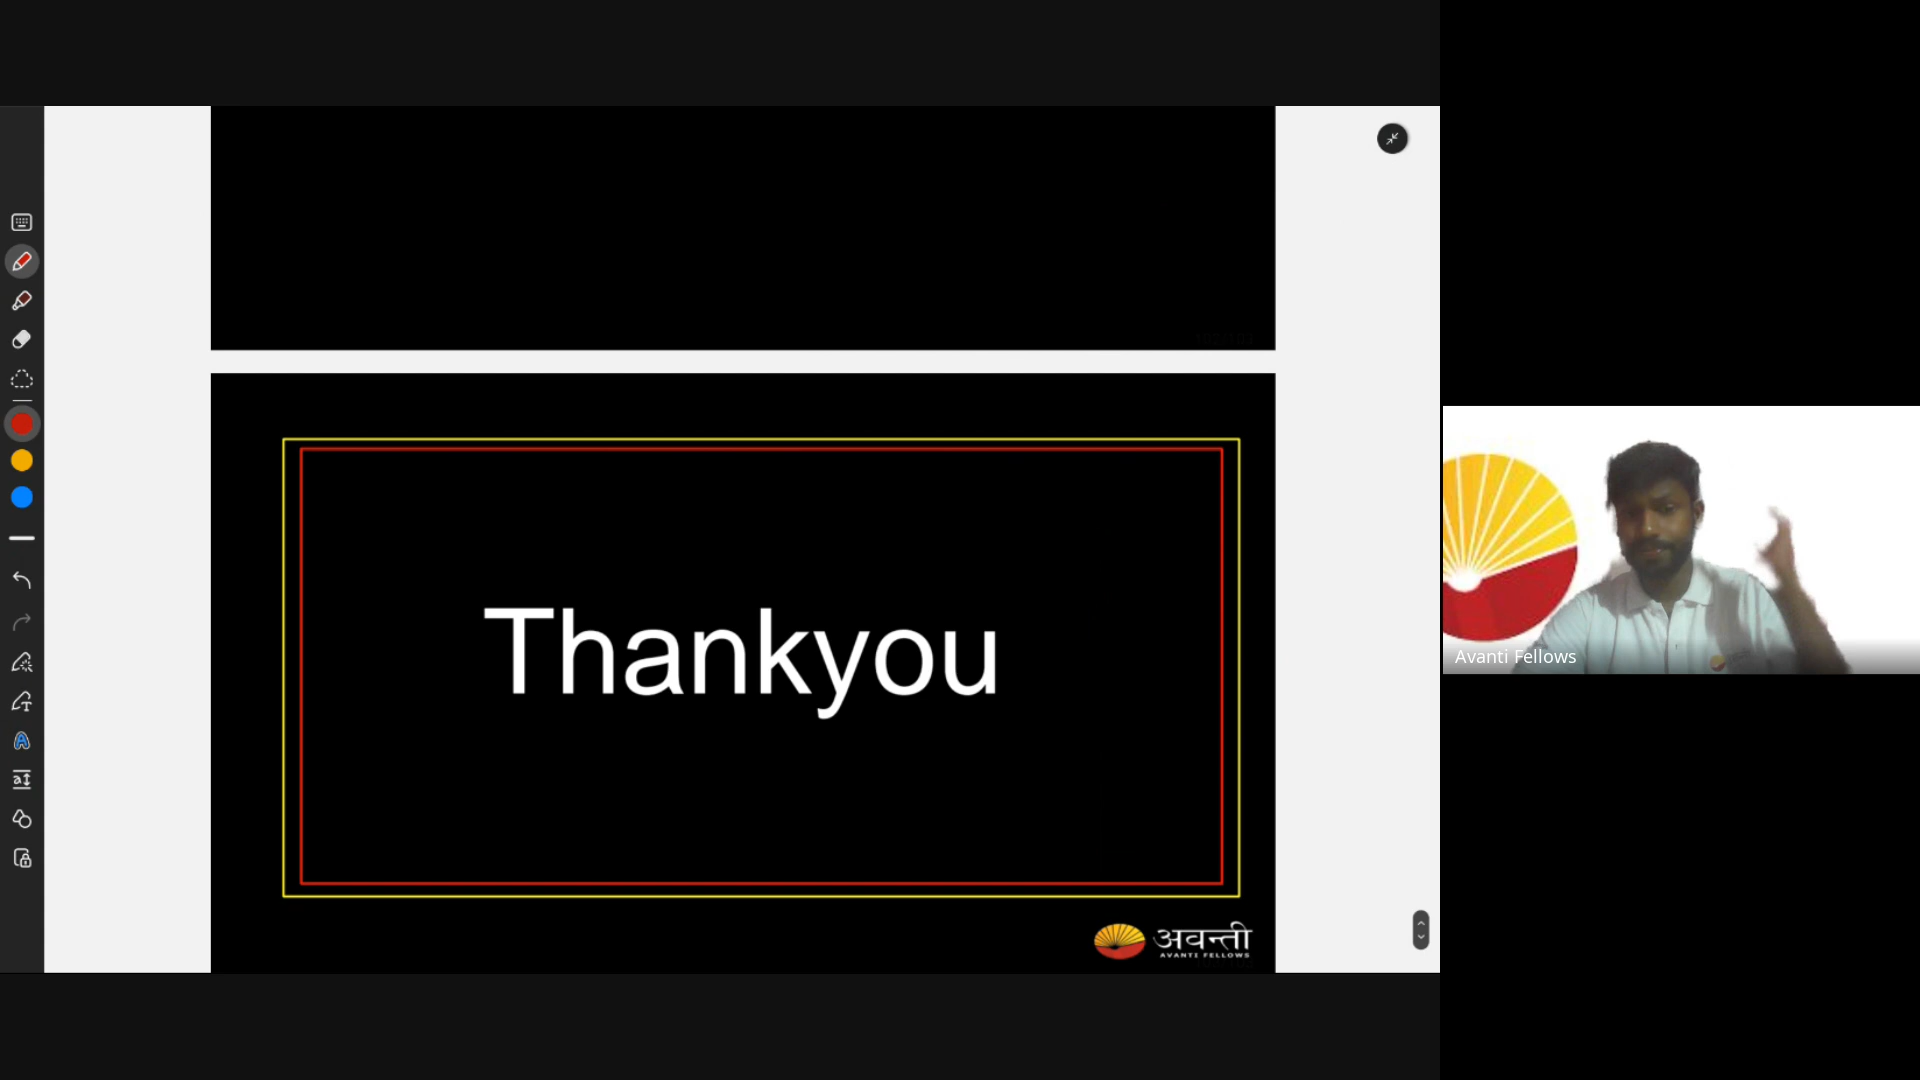 Thankyou
अवन्ती
AVANTI FELLOWS
Avanti Fellows